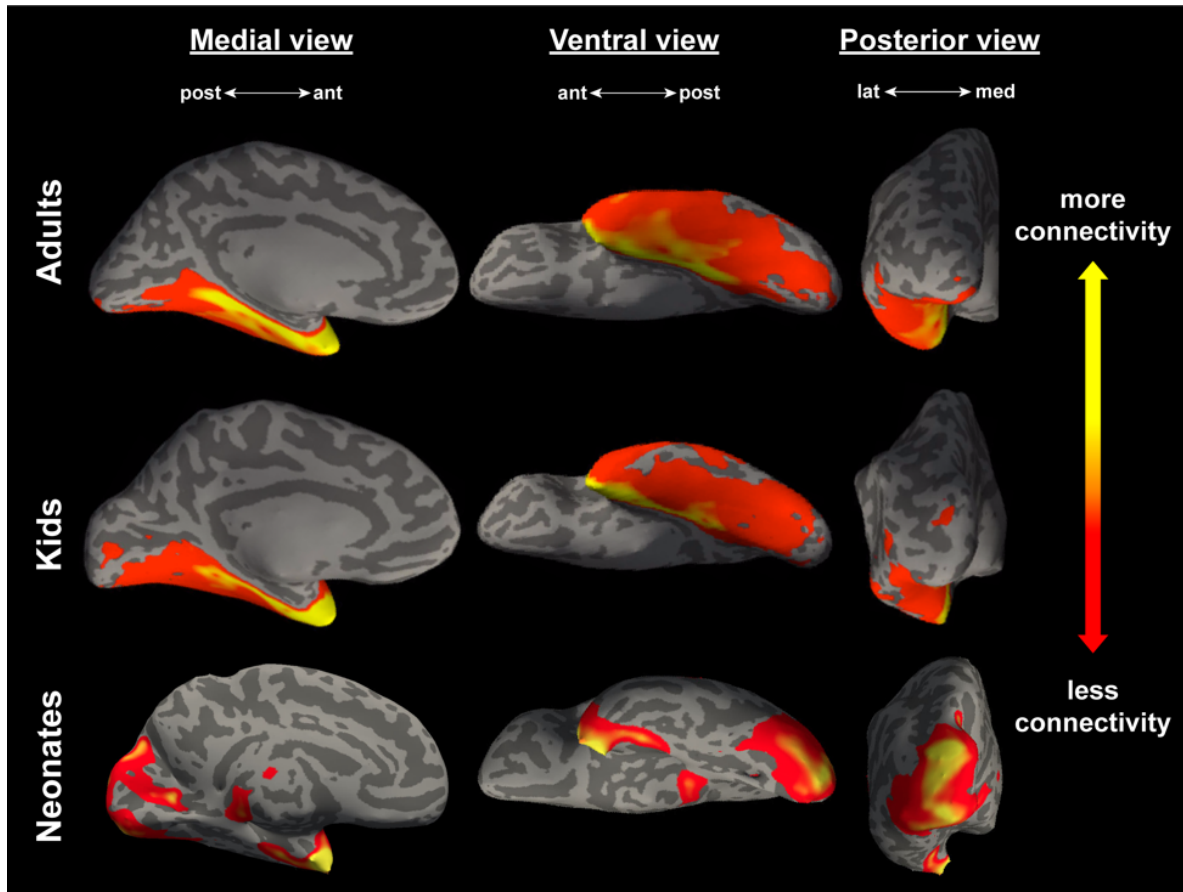 Medial view
Ventral view
Posterior view
post
ant
ant
post
lat
med
Adults
more
connectivity
Kids
Neonates
less
connectivity